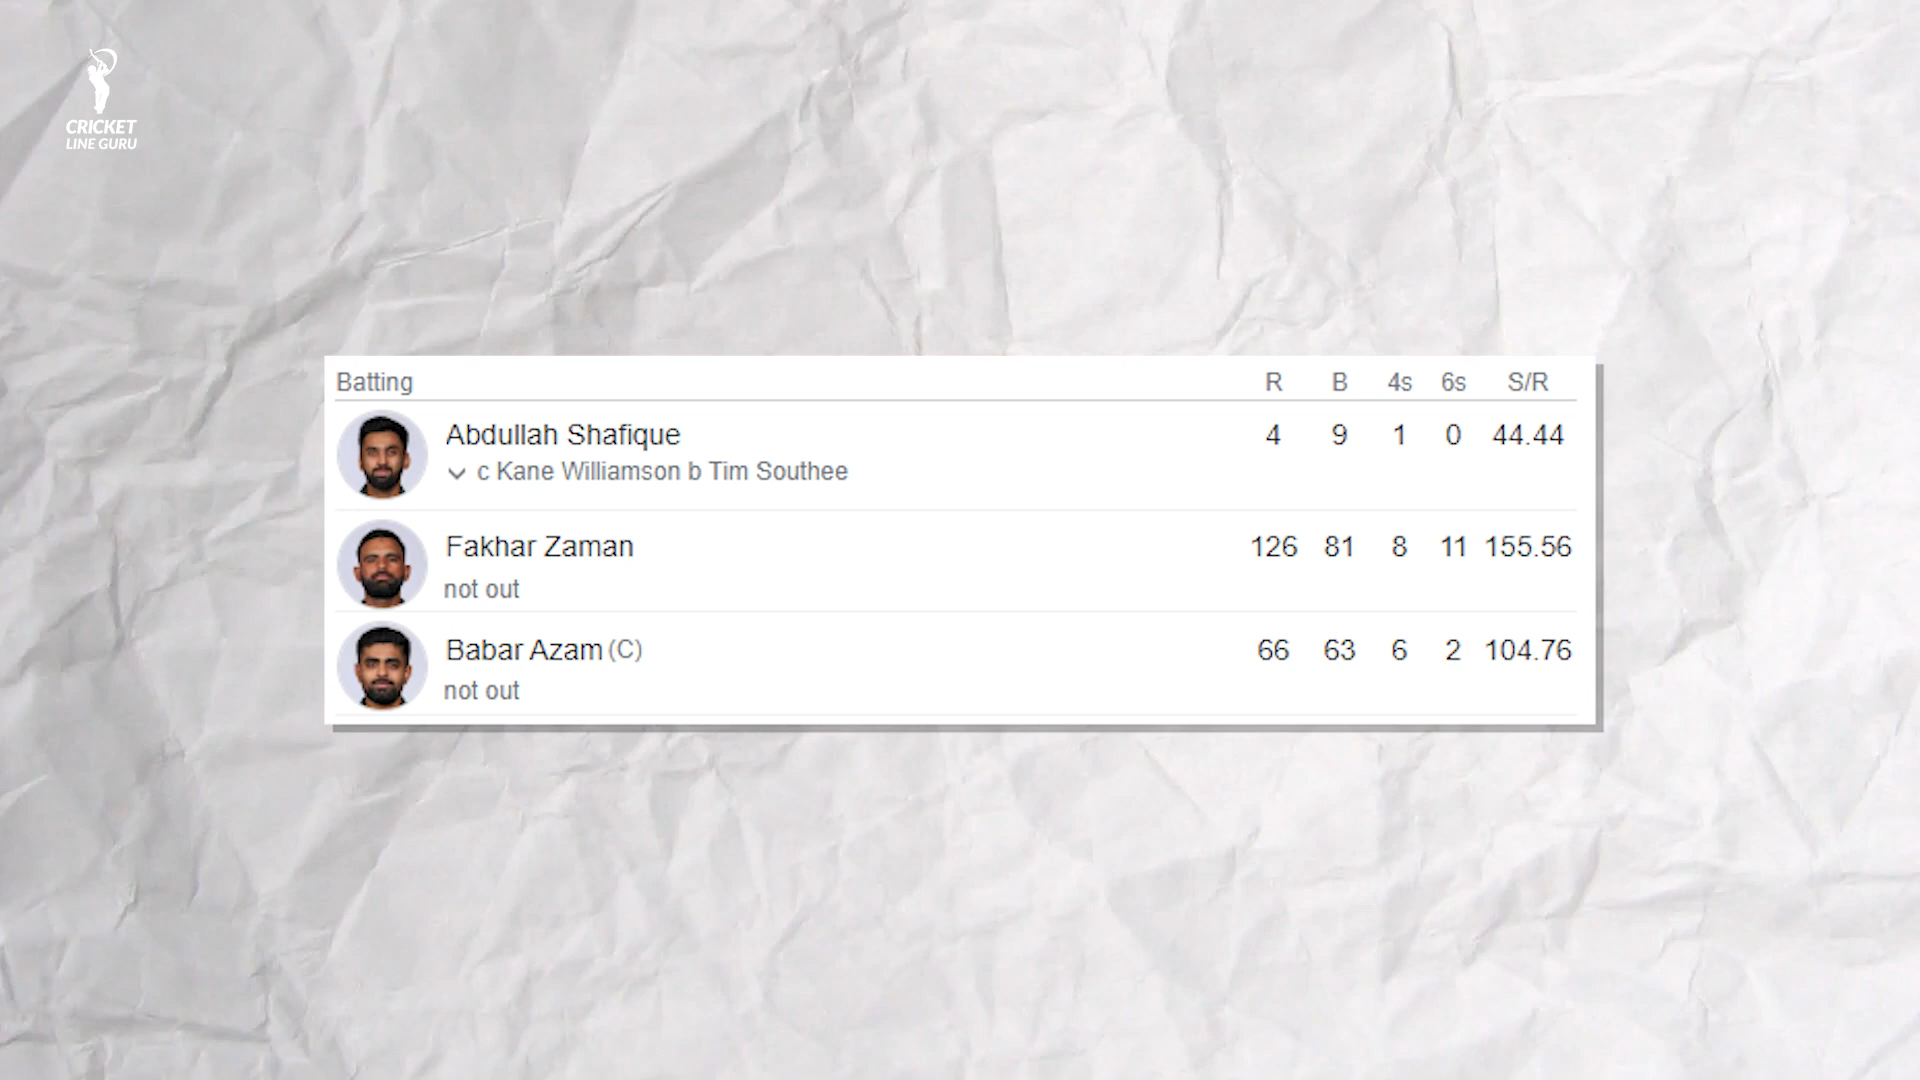 CRICKET
LINE GURU
Batting R B 4s 6s S/R
Abdullah Shafique 4 9 1 0 44.44
c Kane Williamson b Tim Southee
Fakhar Zaman 126 81 8 11 155.56
not out
Babar Azam (C) 66 63 6 2 104.76
not out